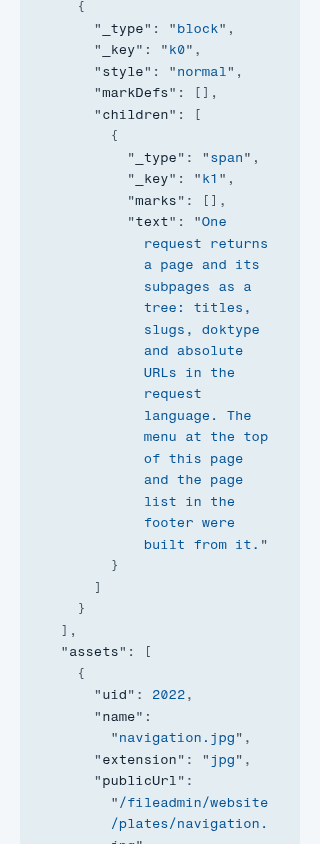 {
"_type": "block",
"_key": "k0",
"style": "normal",
"markDefs": [],
"children": [
{
"_type": "span",
"_key": "k1",
"marks": [],
"text": "One
request returns
a page and its
subpages as a
tree: titles,
slugs, doktype
and absolute
URLs in the
request
language. The
menu at the top
of this page
and the page
list in the
footer were
built from it."
}
]
}
],
"assets": [
{
"uid": 2022,
"name":
"navigation.jpg",
"extension": "jpg",
"publicUrl":
"/fileadmin/website
/plates/navigation.
jpg"